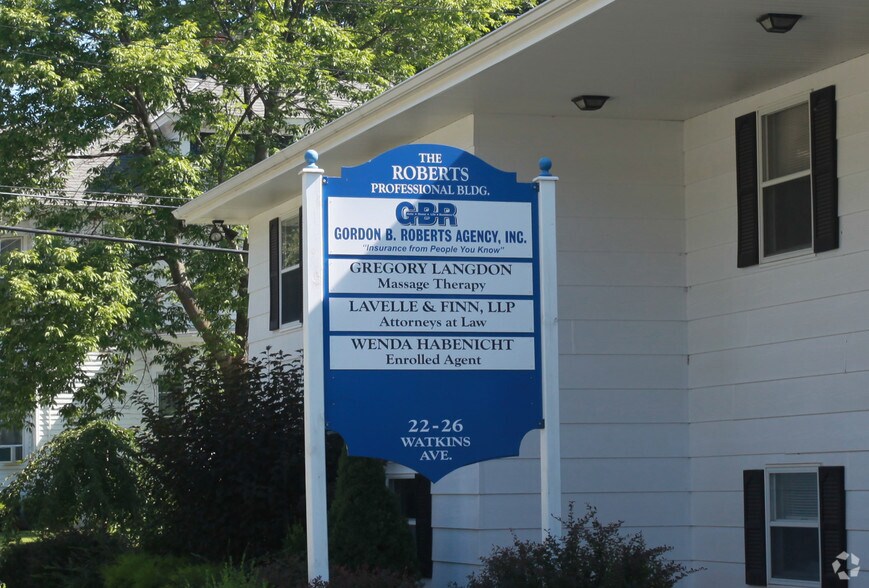 THE
ROBERTS
PROFESSIONAL BLDG.
GBR
GORDON B. ROBERTS AGENCY, INC.
"Insurance from People You Know"
GREGORY LANGDON
Massage Therapy
LAVELLE & FINN, LLP
Attorneys at Law
WENDA HABENICHT
Enrolled Agent
22-26
WATKINS
AVE.